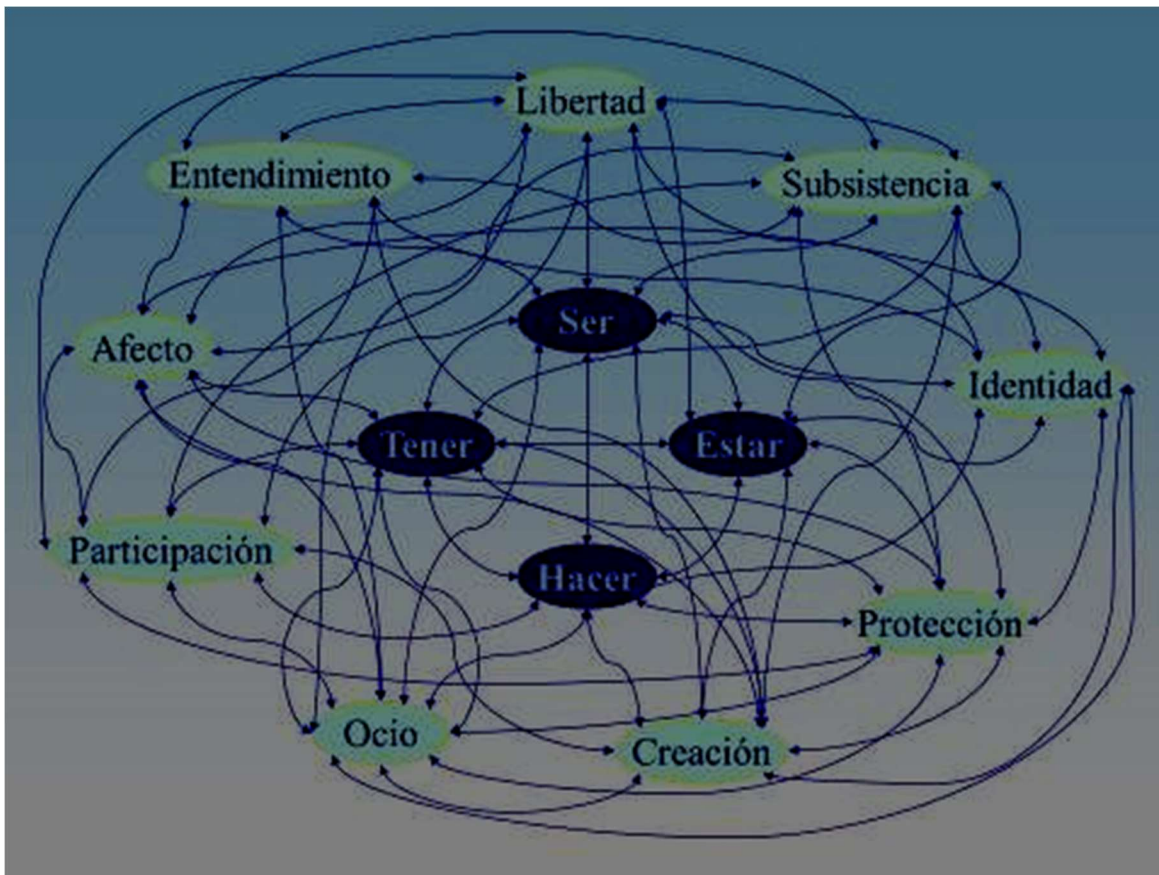 Libertad
Entendimiento
Subsistencia
Ser
Afecto
Identidad
Tener
Estar
Participación
Hacer
Protección
Ocio
Creación